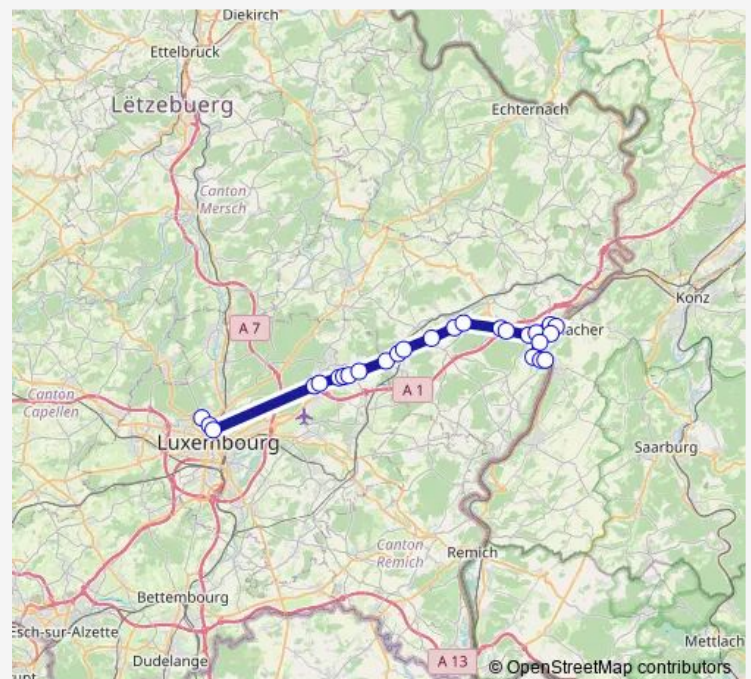 Diekirch
Ettelbruck
Lëtzebuerg
Echternach
Canton
Mersch
A 7
Konz
acher
A 1
Canton
Capellen
Luxembourg
Saarburg
Canton
Remich
Remich
Bettembourg
Esch-sur-Alzette
Mettlach
Dudelange
A 13
© OpenStreetMap contributors